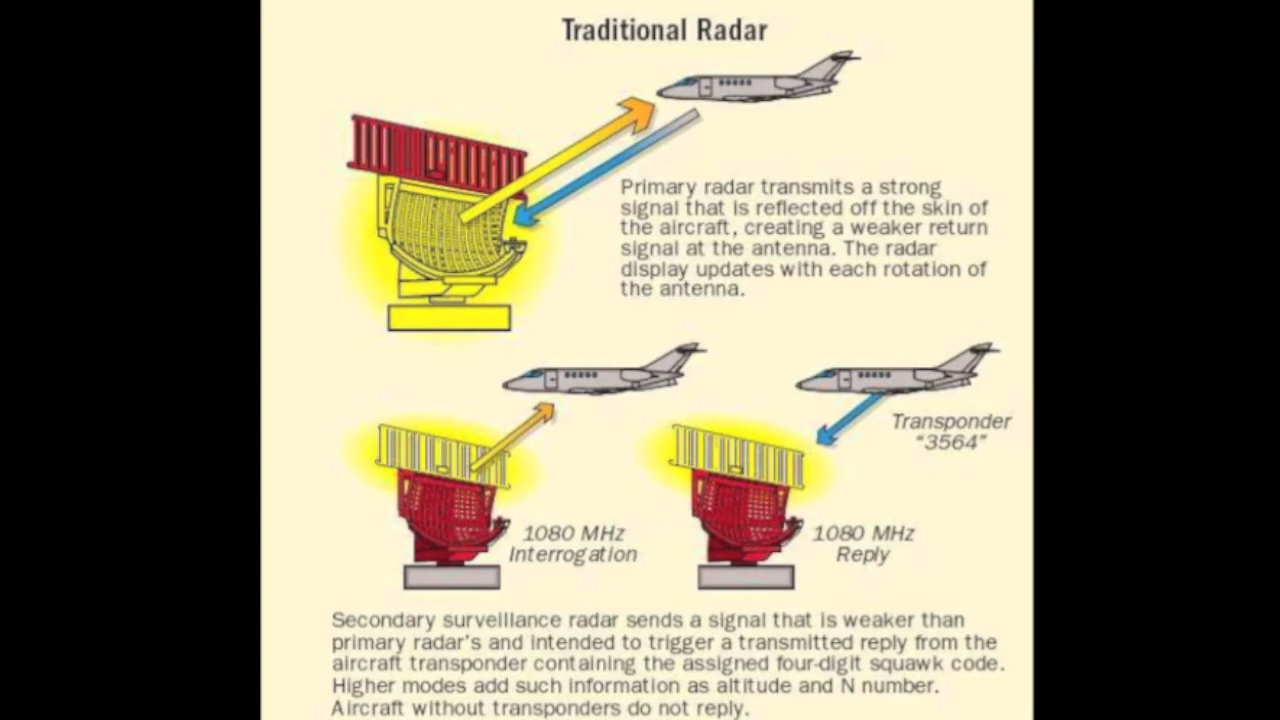 Traditional Radar
Primary radar transmits a strong
signal that is reflected off the skin of
the aircraft, creating a weaker return
signal at the antenna. The radar
display updates with each rotation of
the antenna.
Transponder
“3564”
1080 MHz
Interrogation
1080 MHz
Reply
Secondary surveillance radar sends a signal that is weaker than
primary radar's and intended to trigger a transmitted reply from the
aircraft transponder containing the assigned four-digit squawk code.
Higher modes add such information as altitude and N number.
Aircraft without transponders do not reply.